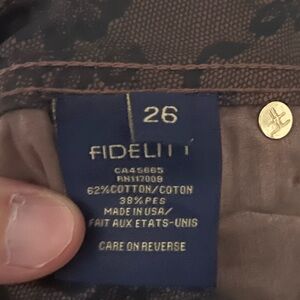 26
FIDELITY
CA45665
RN117009
62%COTTON/COTON
38%PES
MADE IN USA/
FAIT AUX ETATS-UNIS
CARE ON REVERSE